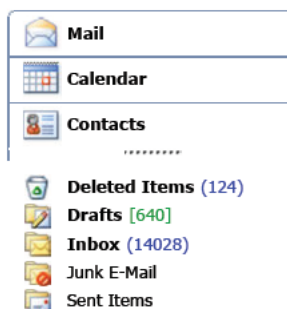 Mail
Calendar
Contacts
Deleted Items (124)
Drafts [640]
Inbox (14028)
Junk E-Mail
Sent Items